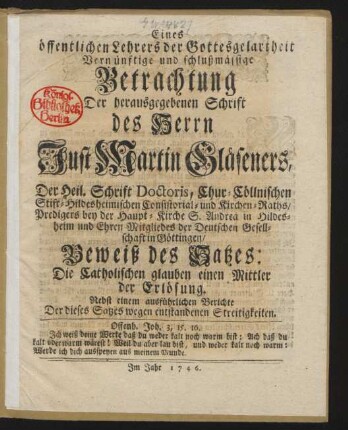 Eines
öffentlichen Lehrers der Gottesgelartheit
Vernünftige und schlußmäßige
Betrachtung
Der herausgegebenen Schrift
des Herrn
Just Martin Gläseners,
Der Heil. Schrift Doctoris, Chur-Cöllnischen
Stift-Hildesheimischen Consistorial- und Kirchen-Raths,
Predigers bey der Haupt-Kirche S. Andreä in Hildes-
heim und Ehren Mitgliedes der Deutschen Gesell-
schaft in Göttingen,
Beweiß des Satzes:
Die Catholischen glauben einen Mittler
der Erlösung.
Nebst einem ausführlichen Berichte
Der dieses Satzes wegen entstandenen Streitigkeiten.
Offenb. Joh. 3, 15. 16.
Ich weiß deine Werke daß du weder kalt noch warm bist; Ach daß du
kalt oder warm wärest! Weil du aber lau bist, und weder kalt noch warm:
Werde ich dich ausspeyen aus meinem Munde.
Im Jahr 1746.
Königl.
Bibliothek
Berlin